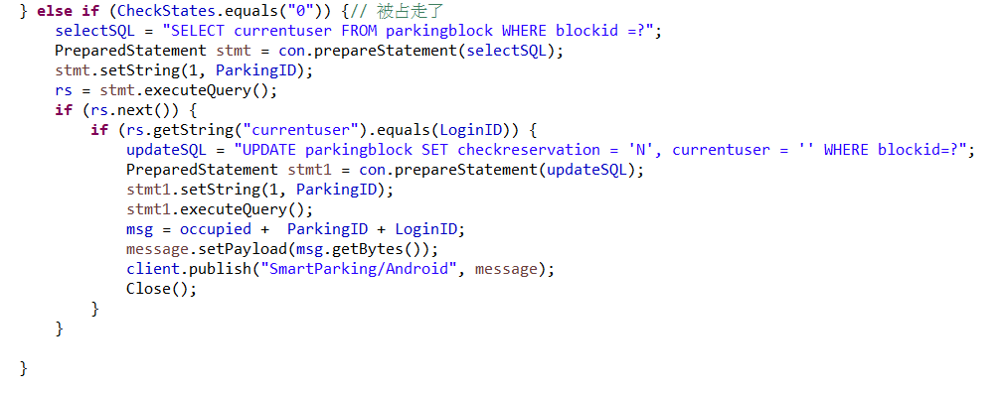 } else if (CheckStates.equals("0")) {// 被占走了
selectSQL = "SELECT currentuser FROM parkingblock WHERE blockid =?";
PreparedStatement stmt = con.prepareStatement(selectSQL);
stmt.setString(1, ParkingID);
rs = stmt.executeQuery();
if (rs.next()) {
if (rs.getString("currentuser").equals(LoginID)) {
updateSQL = "UPDATE parkingblock SET checkreservation = 'N', currentuser = '' WHERE blockid=?";
PreparedStatement stmt1 = con.prepareStatement(updateSQL);
stmt1.setString(1, ParkingID);
stmt1.executeQuery();
msg = occupied +  ParkingID + LoginID;
message.setPayload(msg.getBytes());
client.publish("SmartParking/Android", message);
Close();
}
}
}